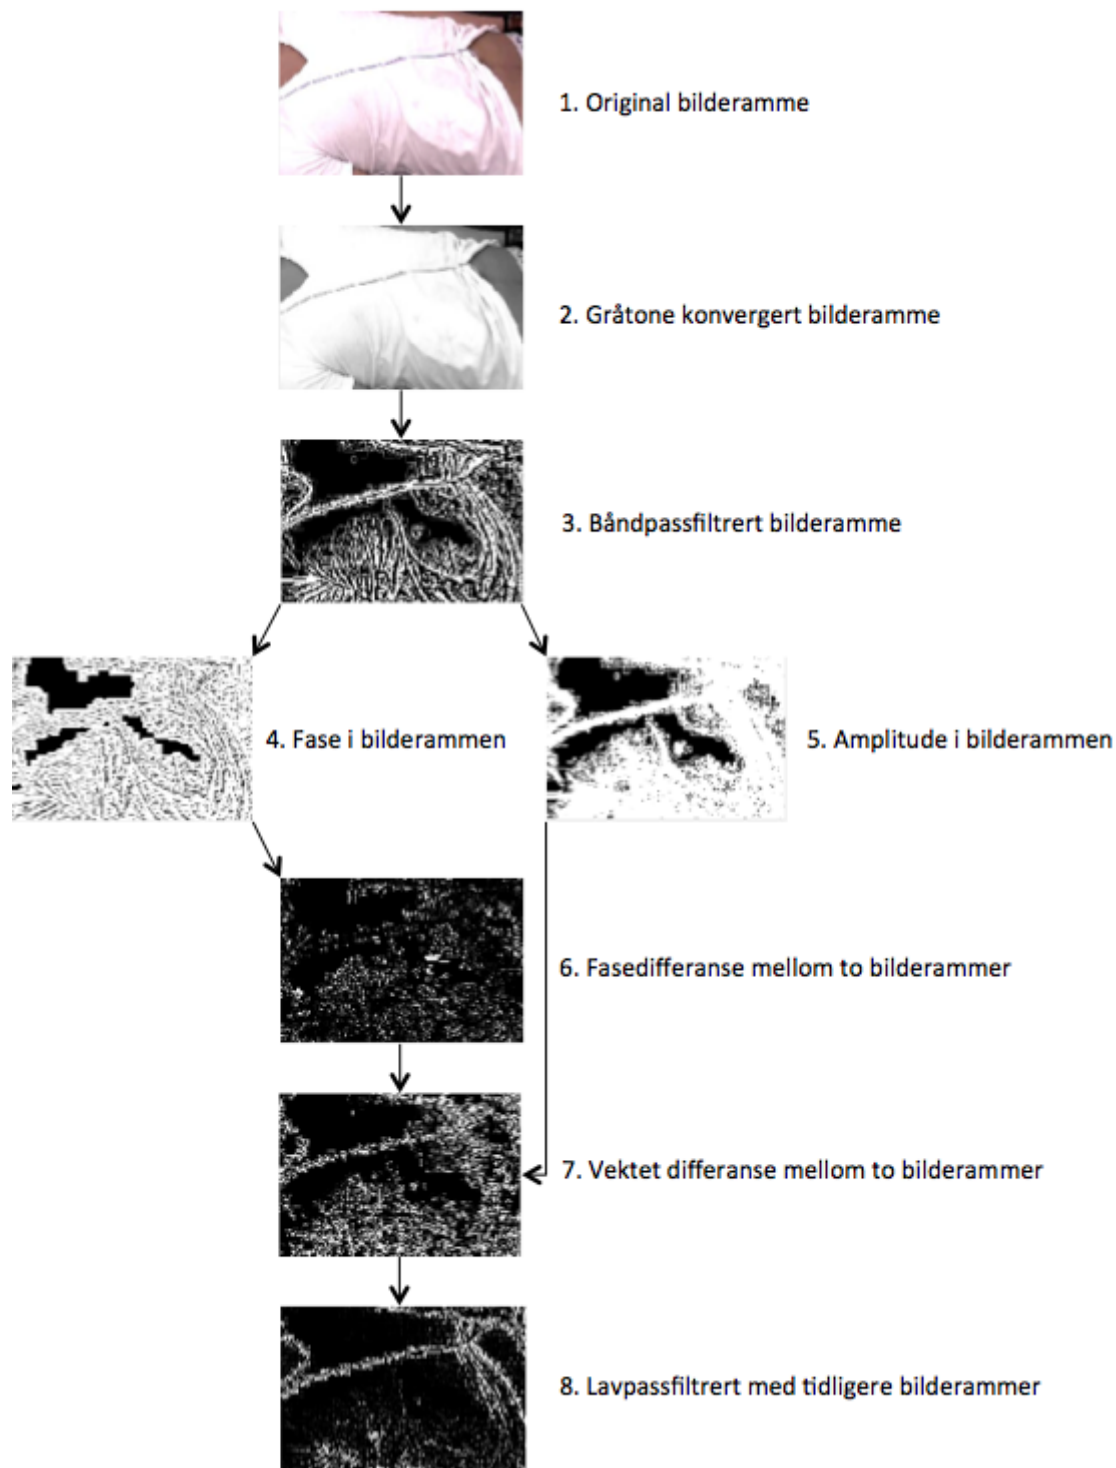 1. Original bilderamme
2. Gråtone konvergert bilderamme
3. Båndpassfiltrert bilderamme
4. Fase i bilderammen
5. Amplitude i bilderammen
6. Fasedifferanse mellom to bilderammer
7. Vektet differanse mellom to bilderammer
8. Lavpassfiltrert med tidligere bilderammer